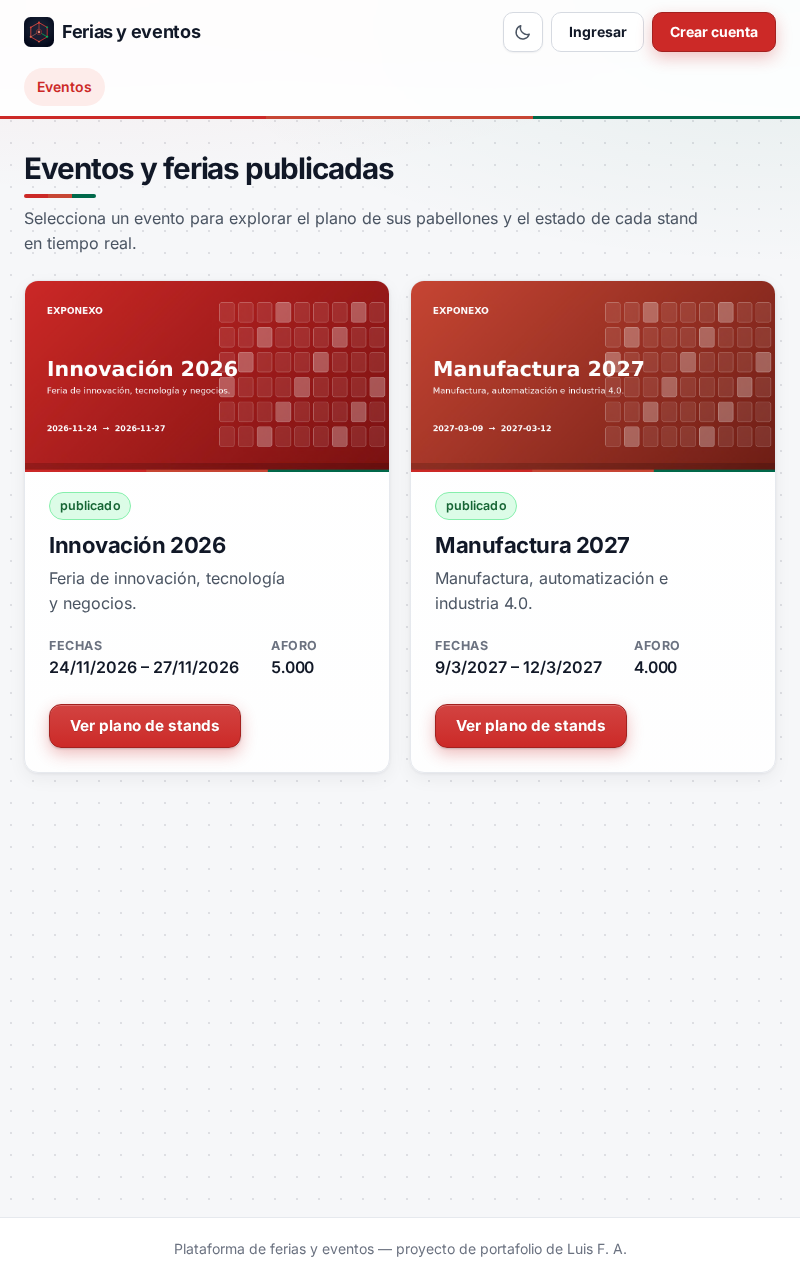 Ferias y eventos
Ingresar
Crear cuenta
Eventos
Eventos y ferias publicadas
Selecciona un evento para explorar el plano de sus pabellones y el estado de cada stand
en tiempo real.
EXPONEXO
Innovación 2026
Feria de innovación, tecnología y negocios.
2026-11-24 → 2026-11-27
publicado
Innovación 2026
Feria de innovación, tecnología
y negocios.
FECHAS
24/11/2026 – 27/11/2026
AFORO
5.000
Ver plano de stands
EXPONEXO
Manufactura 2027
Manufactura, automatización e industria 4.0.
2027-03-09 → 2027-03-12
publicado
Manufactura 2027
Manufactura, automatización e
industria 4.0.
FECHAS
9/3/2027 – 12/3/2027
AFORO
4.000
Ver plano de stands
Plataforma de ferias y eventos — proyecto de portafolio de Luis F. A.